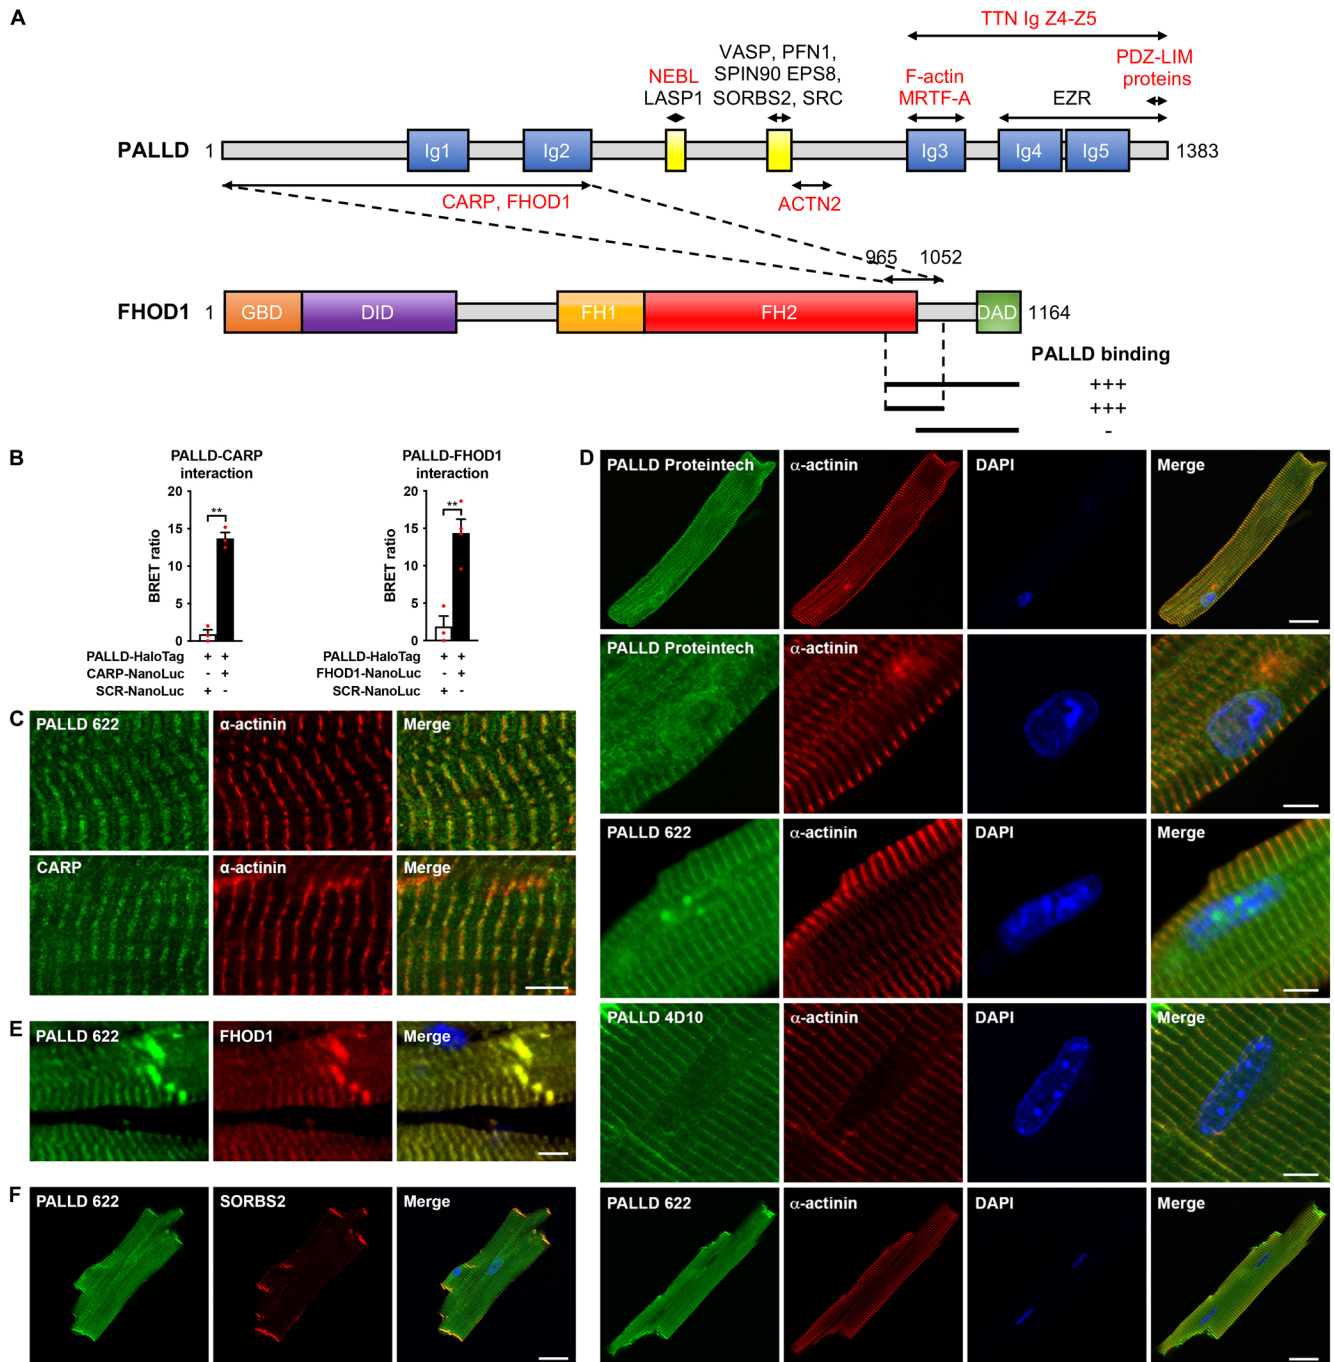 A
TTN Ig Z4-Z5
VASP, PFN1,
SPIN90 EPS8,
SORBS2, SRC
NEBL
LASP1
F-actin
MRTF-A
PDZ-LIM
proteins
EZR
PALLD 1 Ig1 Ig2 Ig3 Ig4 Ig5 1383
CARP, FHOD1
ACTN2
965 1052
FHOD1 1 GBD DID FH1 FH2 DAD 1164
PALLD binding
+++
+++
-
B
PALLD-CARP
interaction
BRET ratio
20
15
10
5
0
**
PALLD-HaloTag + +
CARP-NanoLuc - +
SCR-NanoLuc + -
PALLD-FHOD1
interaction
BRET ratio
20
15
10
5
0
**
PALLD-HaloTag + +
FHOD1-NanoLuc - +
SCR-NanoLuc + -
C
PALLD 622 α-actinin Merge
CARP α-actinin Merge
D
PALLD Proteintech α-actinin DAPI Merge
PALLD Proteintech α-actinin DAPI Merge
PALLD 622 α-actinin DAPI Merge
PALLD 4D10 α-actinin DAPI Merge
PALLD 622 α-actinin DAPI Merge
E
PALLD 622 FHOD1 Merge
F
PALLD 622 SORBS2 Merge